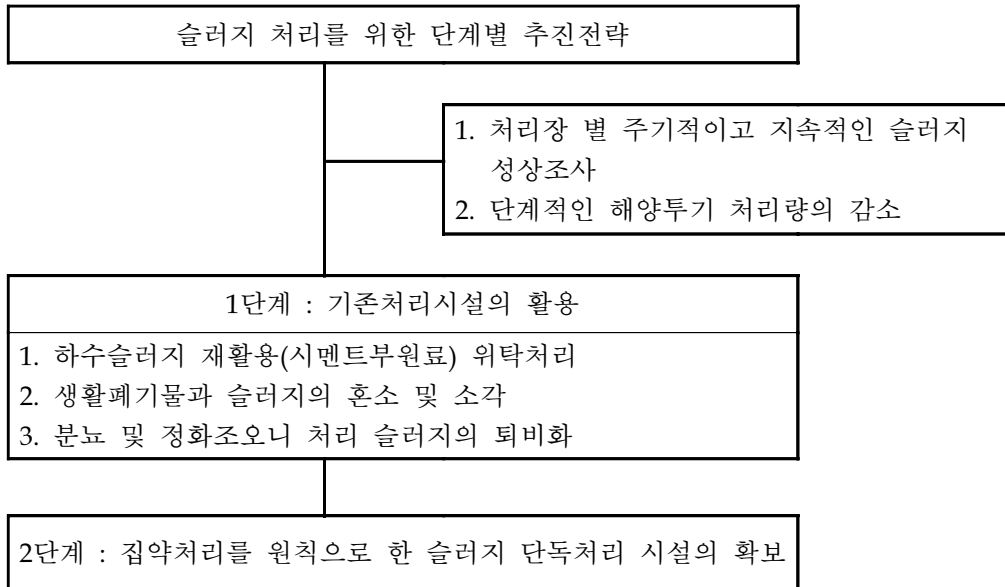 슬러지 처리를 위한 단계별 추진전략
1. 처리장 별 주기적이고 지속적인 슬러지
성상조사
2. 단계적인 해양투기 처리량의 감소
1단계 : 기존처리시설의 활용
1. 하수슬러지 재활용(시멘트부원료) 위탁처리
2. 생활폐기물과 슬러지의 혼소 및 소각
3. 분뇨 및 정화조오니 처리 슬러지의 퇴비화
2단계 : 집약처리를 원칙으로 한 슬러지 단독처리 시설의 확보